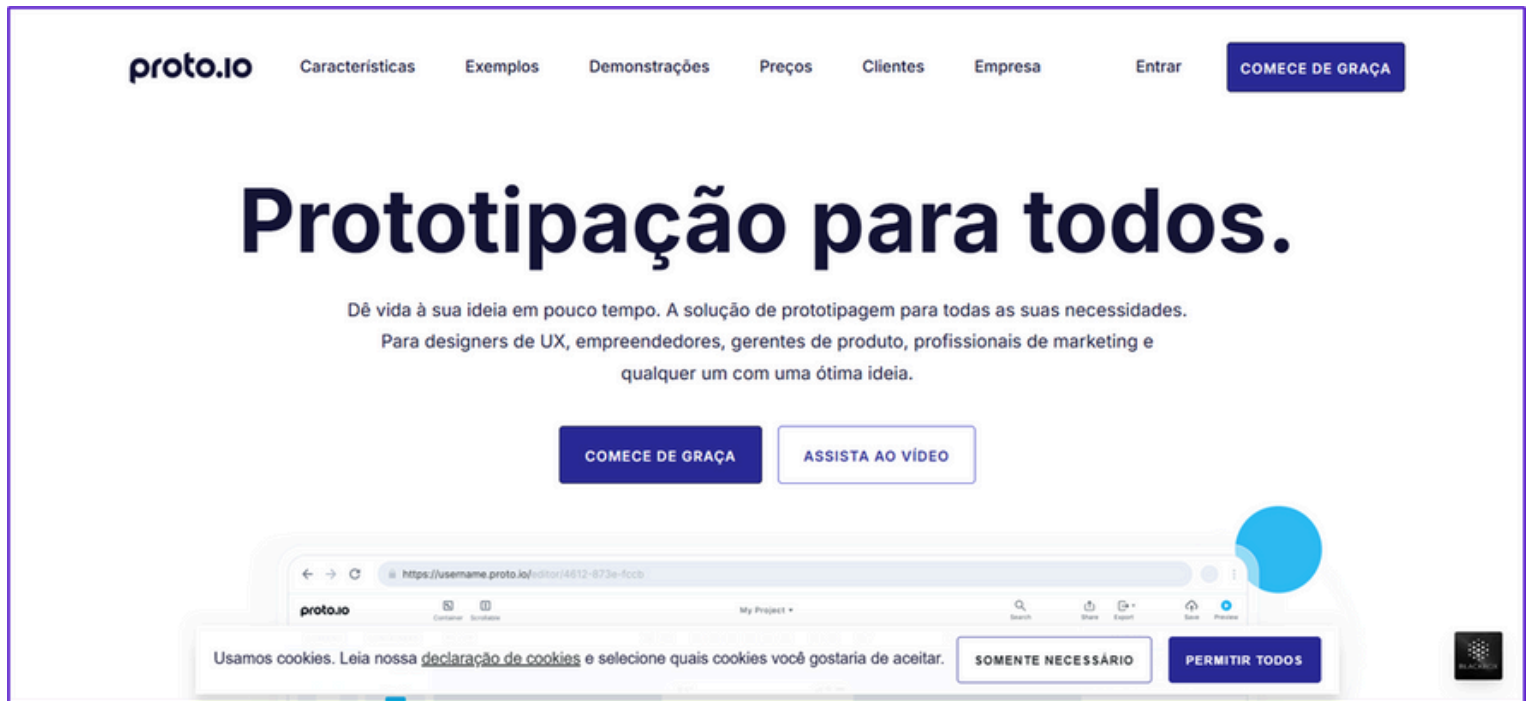 proto.io Características Exemplos Demonstrações Preços Clientes Empresa Entrar COMECE DE GRAÇA
Prototipação para todos.
Dê vida à sua ideia em pouco tempo. A solução de prototipagem para todas as suas necessidades.
Para designers de UX, empreendedores, gerentes de produto, profissionais de marketing e
qualquer um com uma ótima ideia.
COMECE DE GRAÇA ASSISTA AO VÍDEO
https://username.proto.io/editor/4612-873e-fccb
proto.io Container Scrollable My Project Search Share Export Save Preview
Usamos cookies. Leia nossa declaração de cookies e selecione quais cookies você gostaria de aceitar. SOMENTE NECESSÁRIO PERMITIR TODOS
BLACKBOX